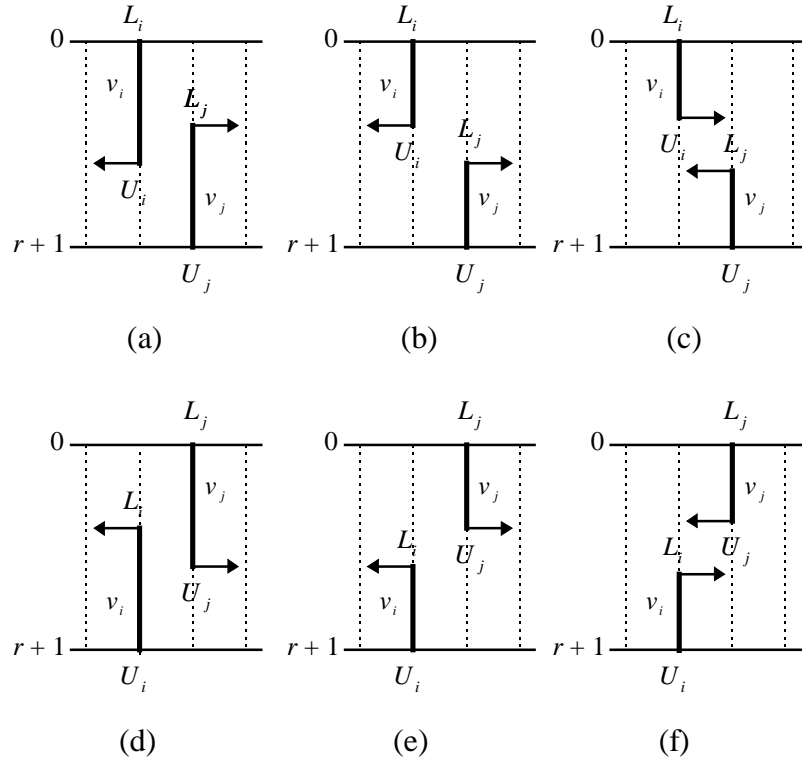 L_i L_i L_i
0 0 0
v_i v_i v_i
L_j L_j L_j
U_i U_i U_i
v_j v_j v_j
r + 1 r + 1 r + 1
U_j U_j U_j
(a) (b) (c)
L_j L_j L_j
0 0 0
v_j v_j v_j
L_i L_i L_i
U_j U_j U_j
v_i v_i v_i
r + 1 r + 1 r + 1
U_i U_i U_i
(d) (e) (f)